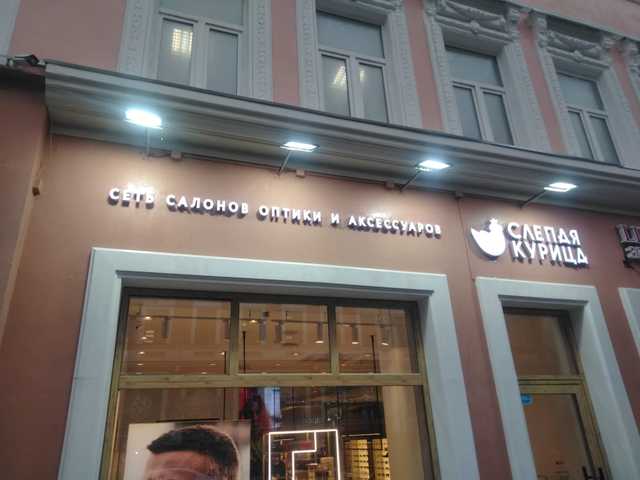 СЕТЬ САЛОНОВ ОПТИКИ И АКСЕССУАРОВ
СЛЕПАЯ
КУРИЦА